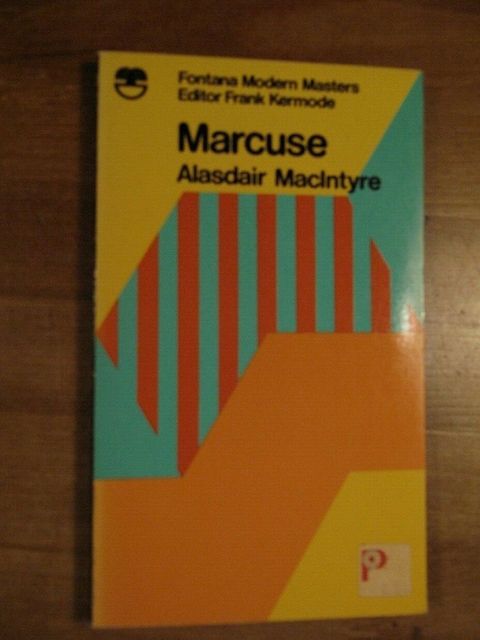 Fontana Modern Masters
Editor Frank Kermode
Marcuse
Alasdair MacIntyre
P